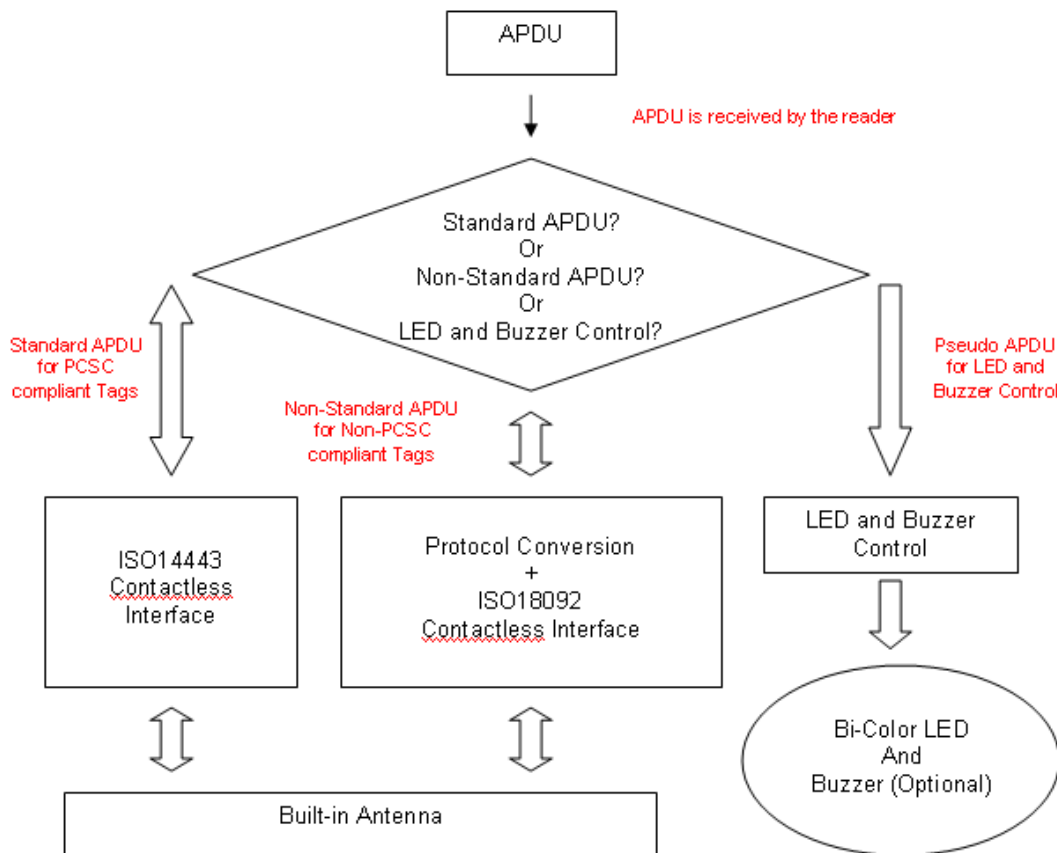 APDU
APDU is received by the reader
Standard APDU?
Or
Non-Standard APDU?
Or
LED and Buzzer Control?
Standard APDU
for PCSC
compliant Tags
Non-Standard APDU
for Non-PCSC
compliant Tags
Pseudo APDU
for LED and
Buzzer Control
ISO14443
Contactless
Interface
Protocol Conversion
+
ISO18092
Contactless Interface
LED and Buzzer
Control
Bi-Color LED
And
Buzzer (Optional)
Built-in Antenna